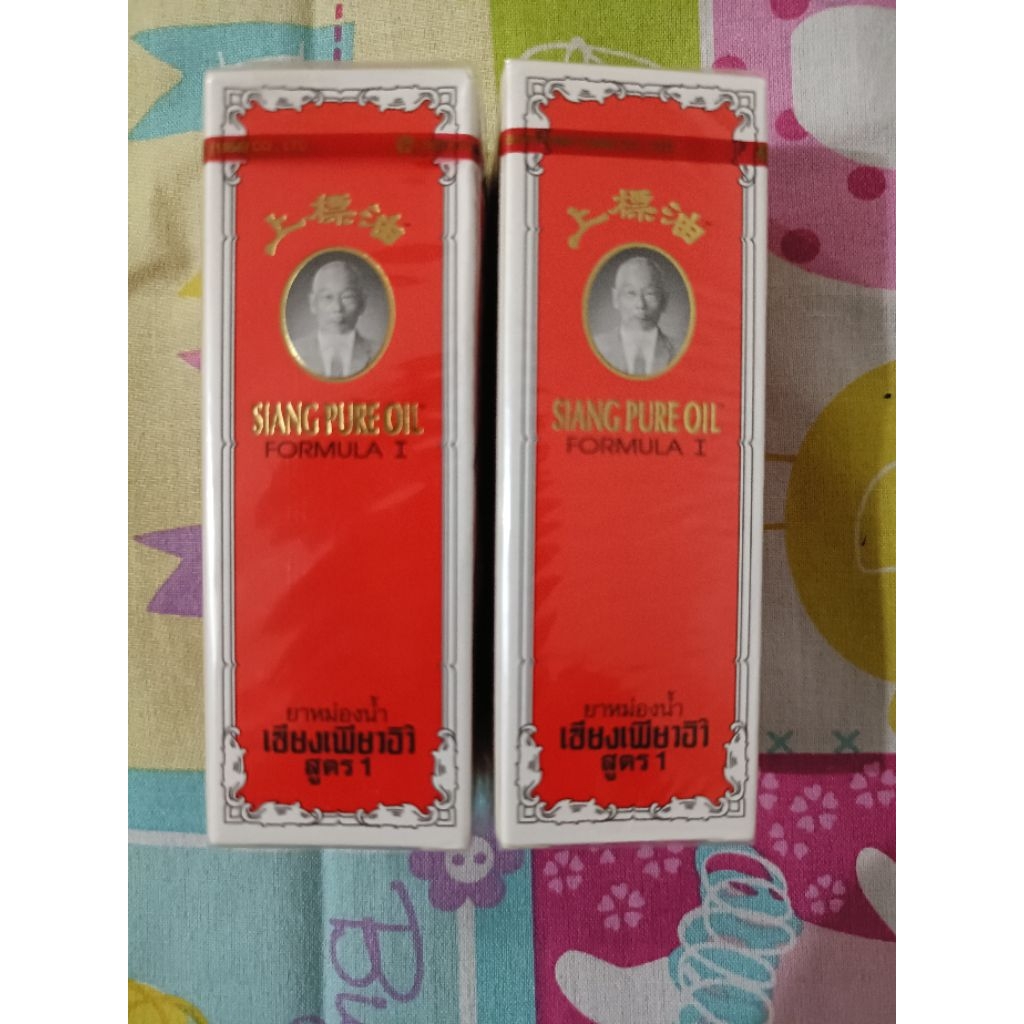 CO., LTD.
上標油
SIANG PURE OIL
FORMULA I
ยาหม่องน้ำ
เซียงเพียวอิ๊ว
สูตร 1
上標油
SIANG PURE OIL
FORMULA I
ยาหม่องน้ำ
เซียงเพียวอิ๊ว
สูตร 1